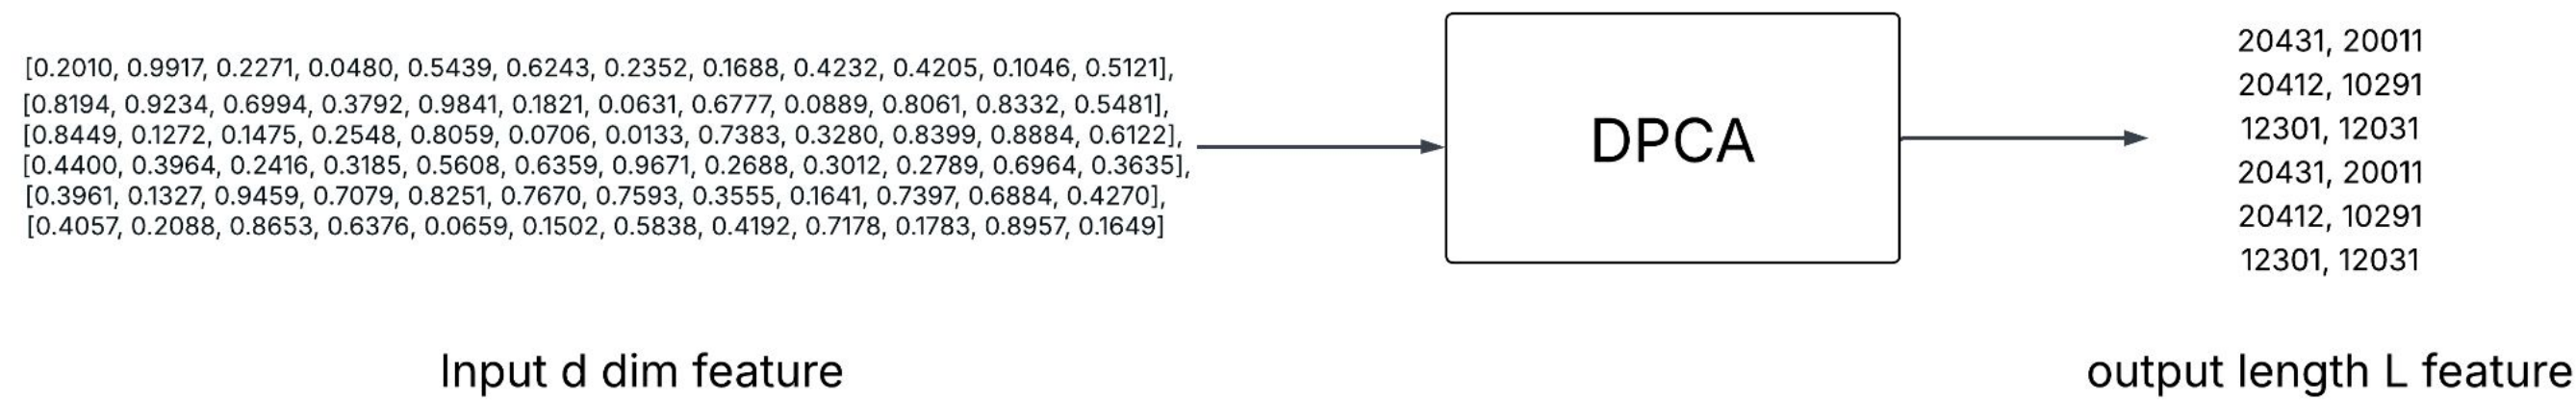 [0.2010, 0.9917, 0.2271, 0.0480, 0.5439, 0.6243, 0.2352, 0.1688, 0.4232, 0.4205, 0.1046, 0.5121],
[0.8194, 0.9234, 0.6994, 0.3792, 0.9841, 0.1821, 0.0631, 0.6777, 0.0889, 0.8061, 0.8332, 0.5481],
[0.8449, 0.1272, 0.1475, 0.2548, 0.8059, 0.0706, 0.0133, 0.7383, 0.3280, 0.8399, 0.8884, 0.6122],
[0.4400, 0.3964, 0.2416, 0.3185, 0.5608, 0.6359, 0.9671, 0.2688, 0.3012, 0.2789, 0.6964, 0.3635],
[0.3961, 0.1327, 0.9459, 0.7079, 0.8251, 0.7670, 0.7593, 0.3555, 0.1641, 0.7397, 0.6884, 0.4270],
[0.4057, 0.2088, 0.8653, 0.6376, 0.0659, 0.1502, 0.5838, 0.4192, 0.7178, 0.1783, 0.8957, 0.1649]
Input d dim feature
DPCA
20431, 20011
20412, 10291
12301, 12031
20431, 20011
20412, 10291
12301, 12031
output length L feature